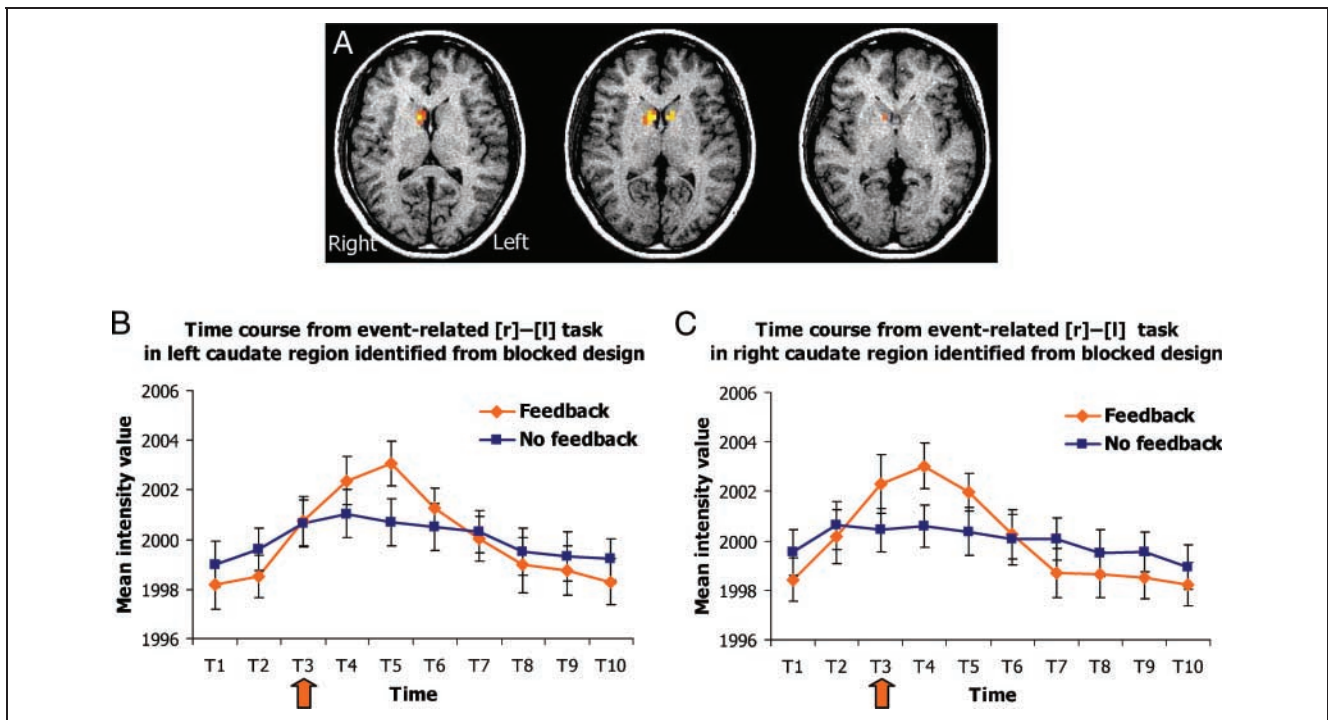 A
Right
Left
B
Time course from event-related [r]–[l] task
in left caudate region identified from blocked design
2006
2004
2002
2000
1998
1996
Mean intensity value
Feedback
No feedback
T1 T2 T3 T4 T5 T6 T7 T8 T9 T10
Time
C
Time course from event-related [r]–[l] task
in right caudate region identified from blocked design
2006
2004
2002
2000
1998
1996
Mean intensity value
Feedback
No feedback
T1 T2 T3 T4 T5 T6 T7 T8 T9 T10
Time